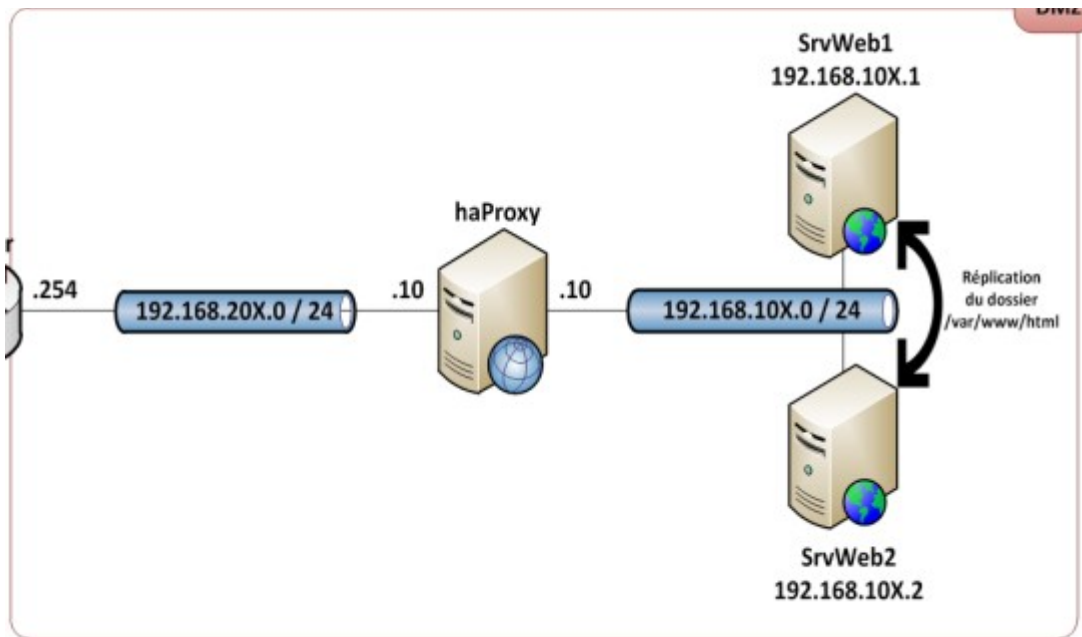 DMZ
SrvWeb1
192.168.10X.1
haProxy
r
.254
192.168.20X.0 / 24
.10
.10
192.168.10X.0 / 24
Réplication
du dossier
/var/www/html
SrvWeb2
192.168.10X.2